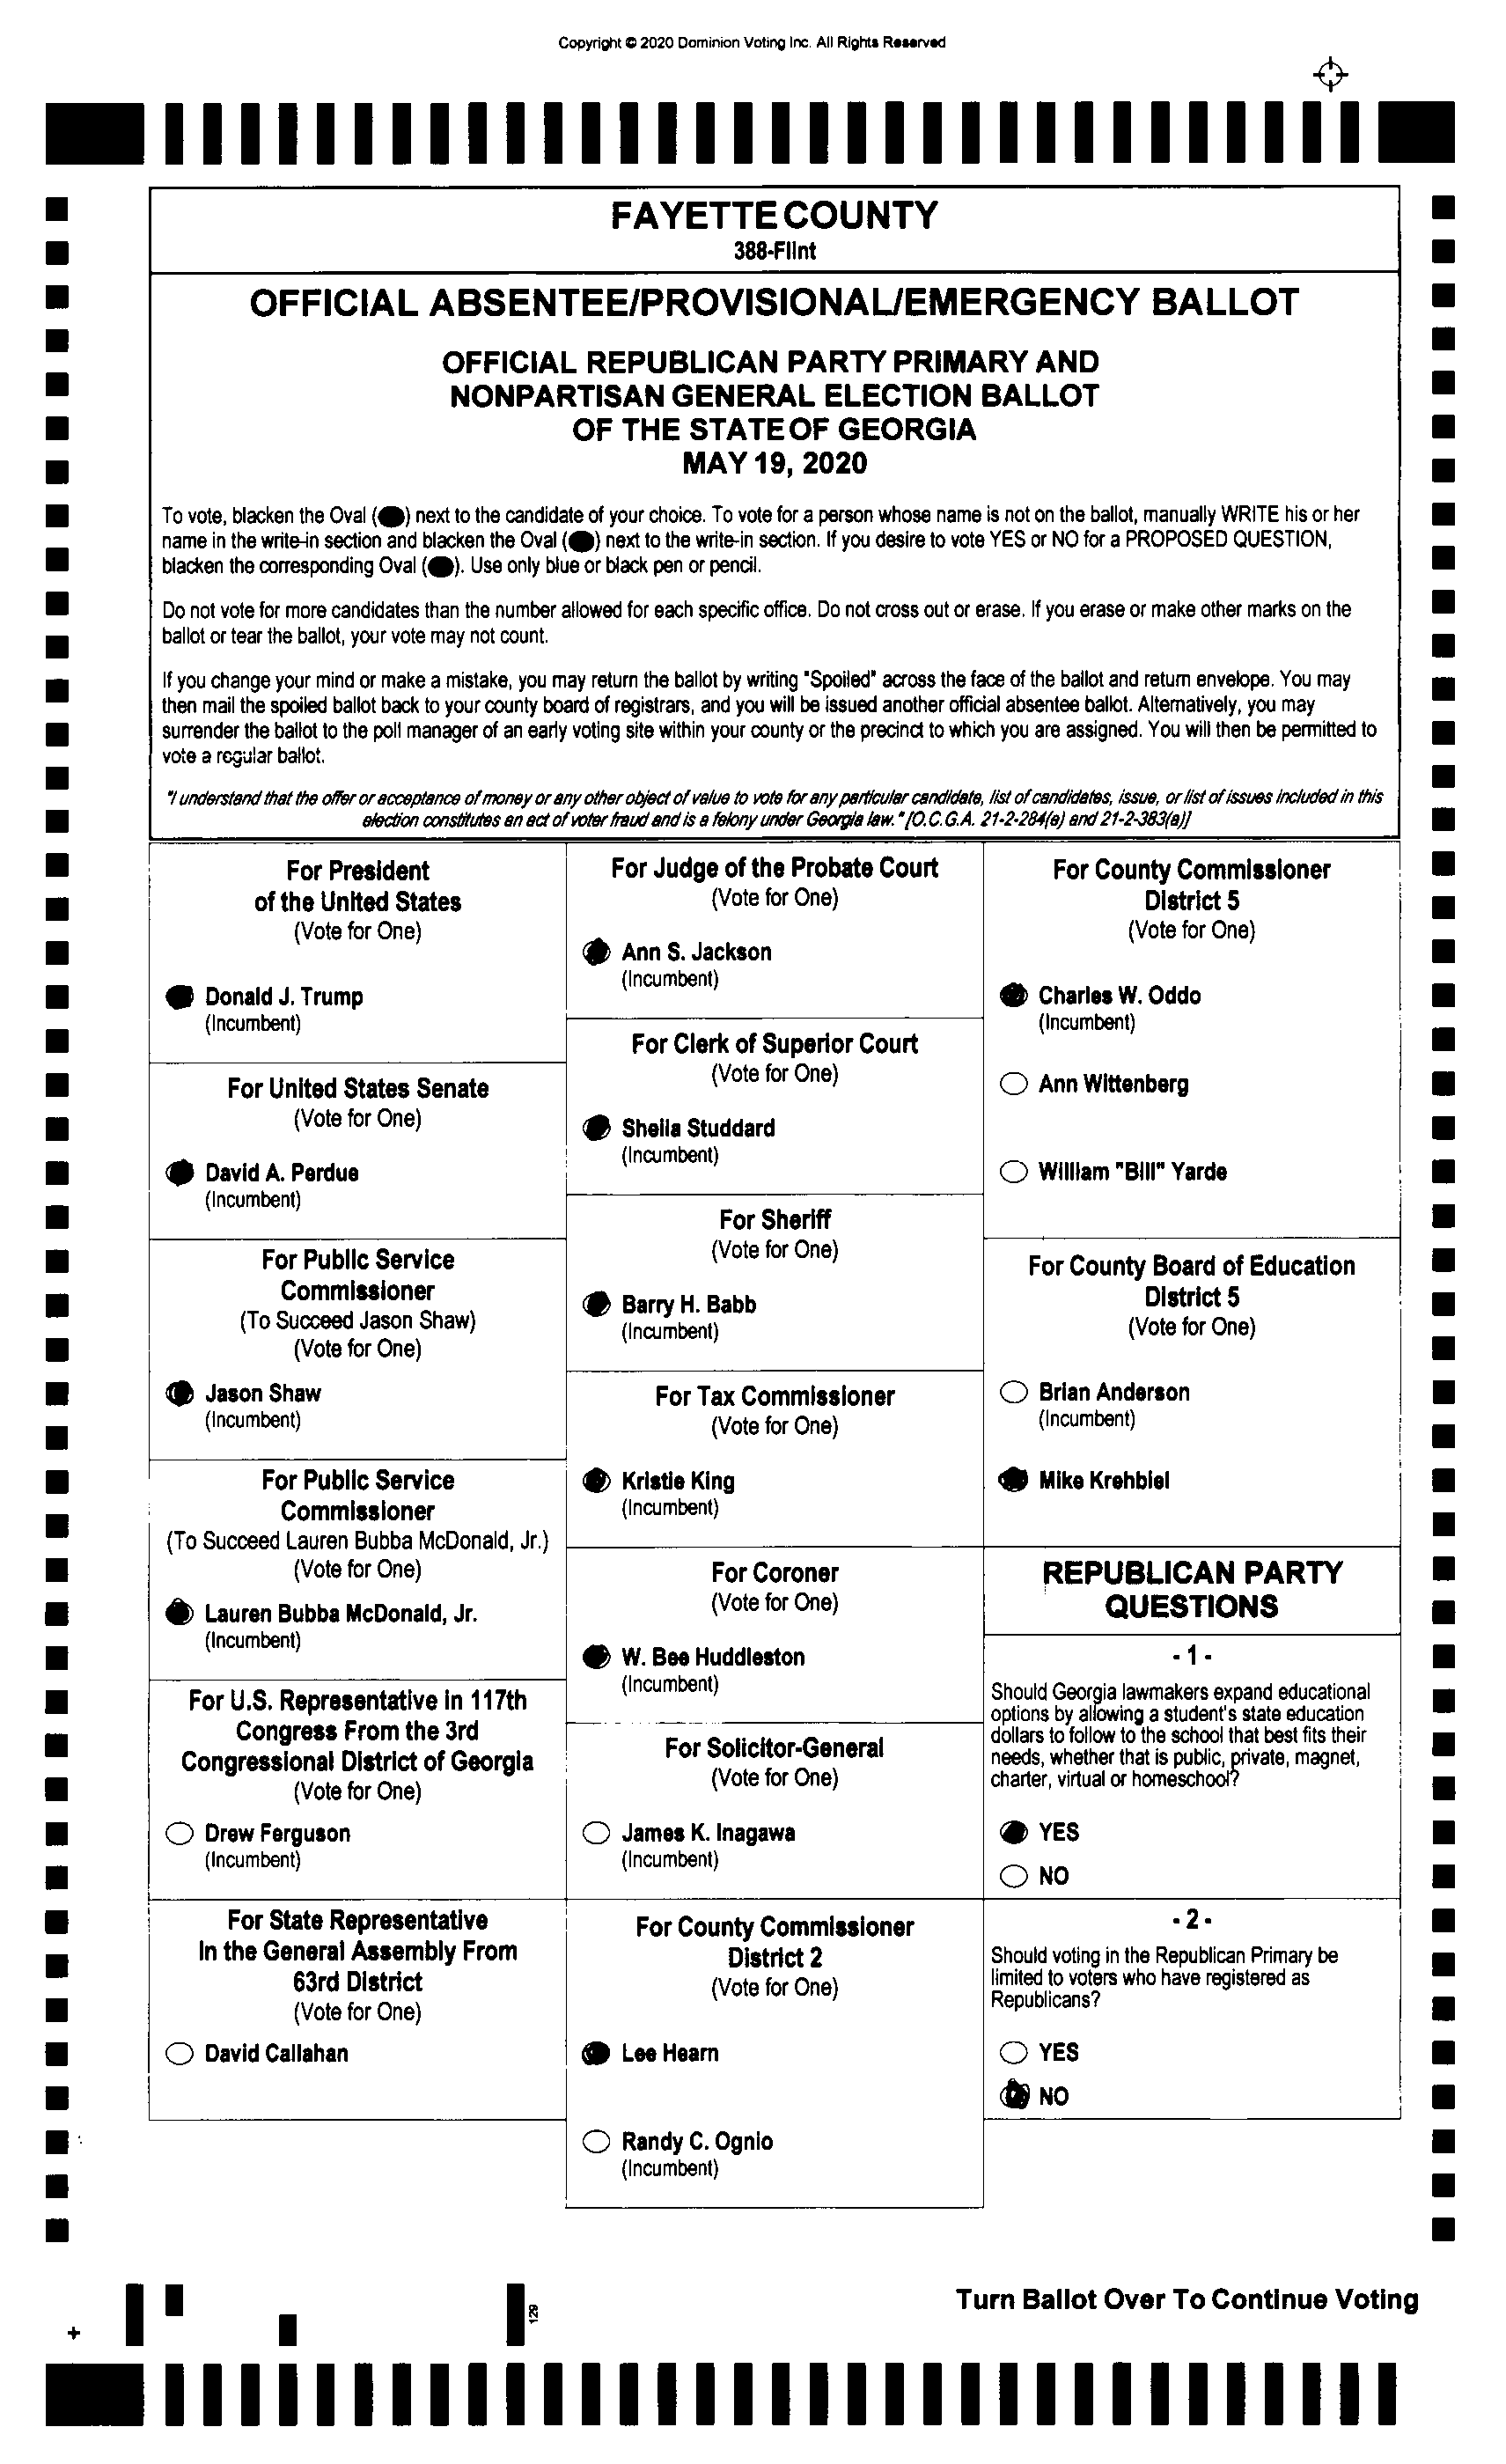 Copyright © 2020 Dominion Voting Inc. All Rights Reserved
FAYETTE COUNTY
388-Flint
OFFICIAL ABSENTEE/PROVISIONAL/EMERGENCY BALLOT
OFFICIAL REPUBLICAN PARTY PRIMARY AND
NONPARTISAN GENERAL ELECTION BALLOT
OF THE STATE OF GEORGIA
MAY 19, 2020
To vote, blacken the Oval (●) next to the candidate of your choice. To vote for a person whose name is not on the ballot, manually WRITE his or her
name in the write-in section and blacken the Oval (●) next to the write-in section. If you desire to vote YES or NO for a PROPOSED QUESTION,
blacken the corresponding Oval (●). Use only blue or black pen or pencil.
Do not vote for more candidates than the number allowed for each specific office. Do not cross out or erase. If you erase or make other marks on the
ballot or tear the ballot, your vote may not count.
If you change your mind or make a mistake, you may return the ballot by writing "Spoiled" across the face of the ballot and return envelope. You may
then mail the spoiled ballot back to your county board of registrars, and you will be issued another official absentee ballot. Alternatively, you may
surrender the ballot to the poll manager of an early voting site within your county or the precinct to which you are assigned. You will then be permitted to
vote a regular ballot.
"I understand that the offer or acceptance of money or any other object of value to vote for any particular candidate, list of candidates, issue, or list of issues included in this
election constitutes an act of voter fraud and is a felony under Georgia law." [O.C.G.A. 21-2-284(e) and 21-2-383(a)]
For President
of the United States
(Vote for One)
Donald J. Trump
(Incumbent)
For United States Senate
(Vote for One)
David A. Perdue
(Incumbent)
For Public Service
Commissioner
(To Succeed Jason Shaw)
(Vote for One)
Jason Shaw
(Incumbent)
For Public Service
Commissioner
(To Succeed Lauren Bubba McDonald, Jr.)
(Vote for One)
Lauren Bubba McDonald, Jr.
(Incumbent)
For U.S. Representative in 117th
Congress From the 3rd
Congressional District of Georgia
(Vote for One)
Drew Ferguson
(Incumbent)
For State Representative
In the General Assembly From
63rd District
(Vote for One)
David Callahan
For Judge of the Probate Court
(Vote for One)
Ann S. Jackson
(Incumbent)
For Clerk of Superior Court
(Vote for One)
Sheila Studdard
(Incumbent)
For Sheriff
(Vote for One)
Barry H. Babb
(Incumbent)
For Tax Commissioner
(Vote for One)
Kristie King
(Incumbent)
For Coroner
(Vote for One)
W. Bee Huddleston
(Incumbent)
For Solicitor-General
(Vote for One)
James K. Inagawa
(Incumbent)
For County Commissioner
District 2
(Vote for One)
Lee Hearn
Randy C. Ognio
(Incumbent)
For County Commissioner
District 5
(Vote for One)
Charles W. Oddo
(Incumbent)
Ann Wittenberg
William "Bill" Yarde
For County Board of Education
District 5
(Vote for One)
Brian Anderson
(Incumbent)
Mike Krehbiel
REPUBLICAN PARTY
QUESTIONS
- 1 -
Should Georgia lawmakers expand educational
options by allowing a student's state education
dollars to follow to the school that best fits their
needs, whether that is public, private, magnet,
charter, virtual or homeschool?
YES
NO
- 2 -
Should voting in the Republican Primary be
limited to voters who have registered as
Republicans?
YES
NO
129
Turn Ballot Over To Continue Voting